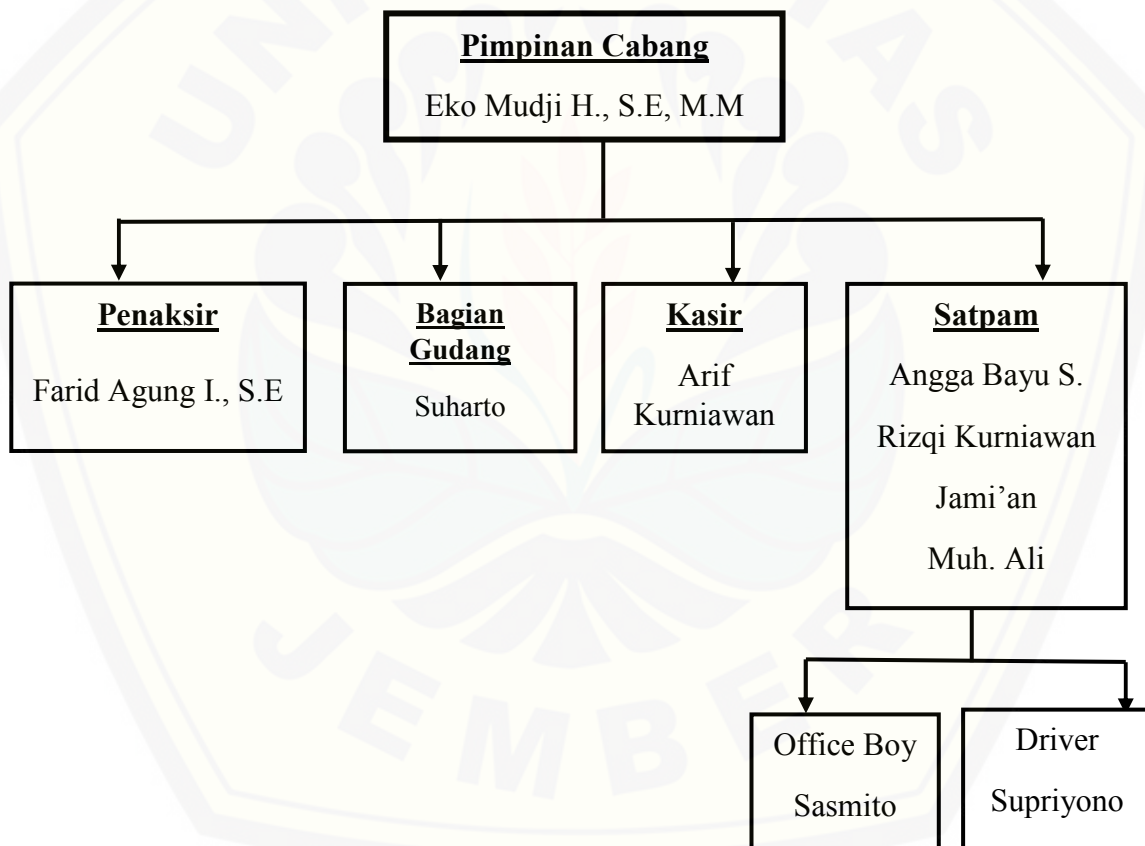 Pimpinan Cabang
Eko Mudji H., S.E, M.M
Penaksir
Farid Agung I., S.E
Bagian
Gudang
Suharto
Kasir
Arif
Kurniawan
Satpam
Angga Bayu S.
Rizqi Kurniawan
Jami’an
Muh. Ali
Office Boy
Sasmito
Driver
Supriyono
JEMBER